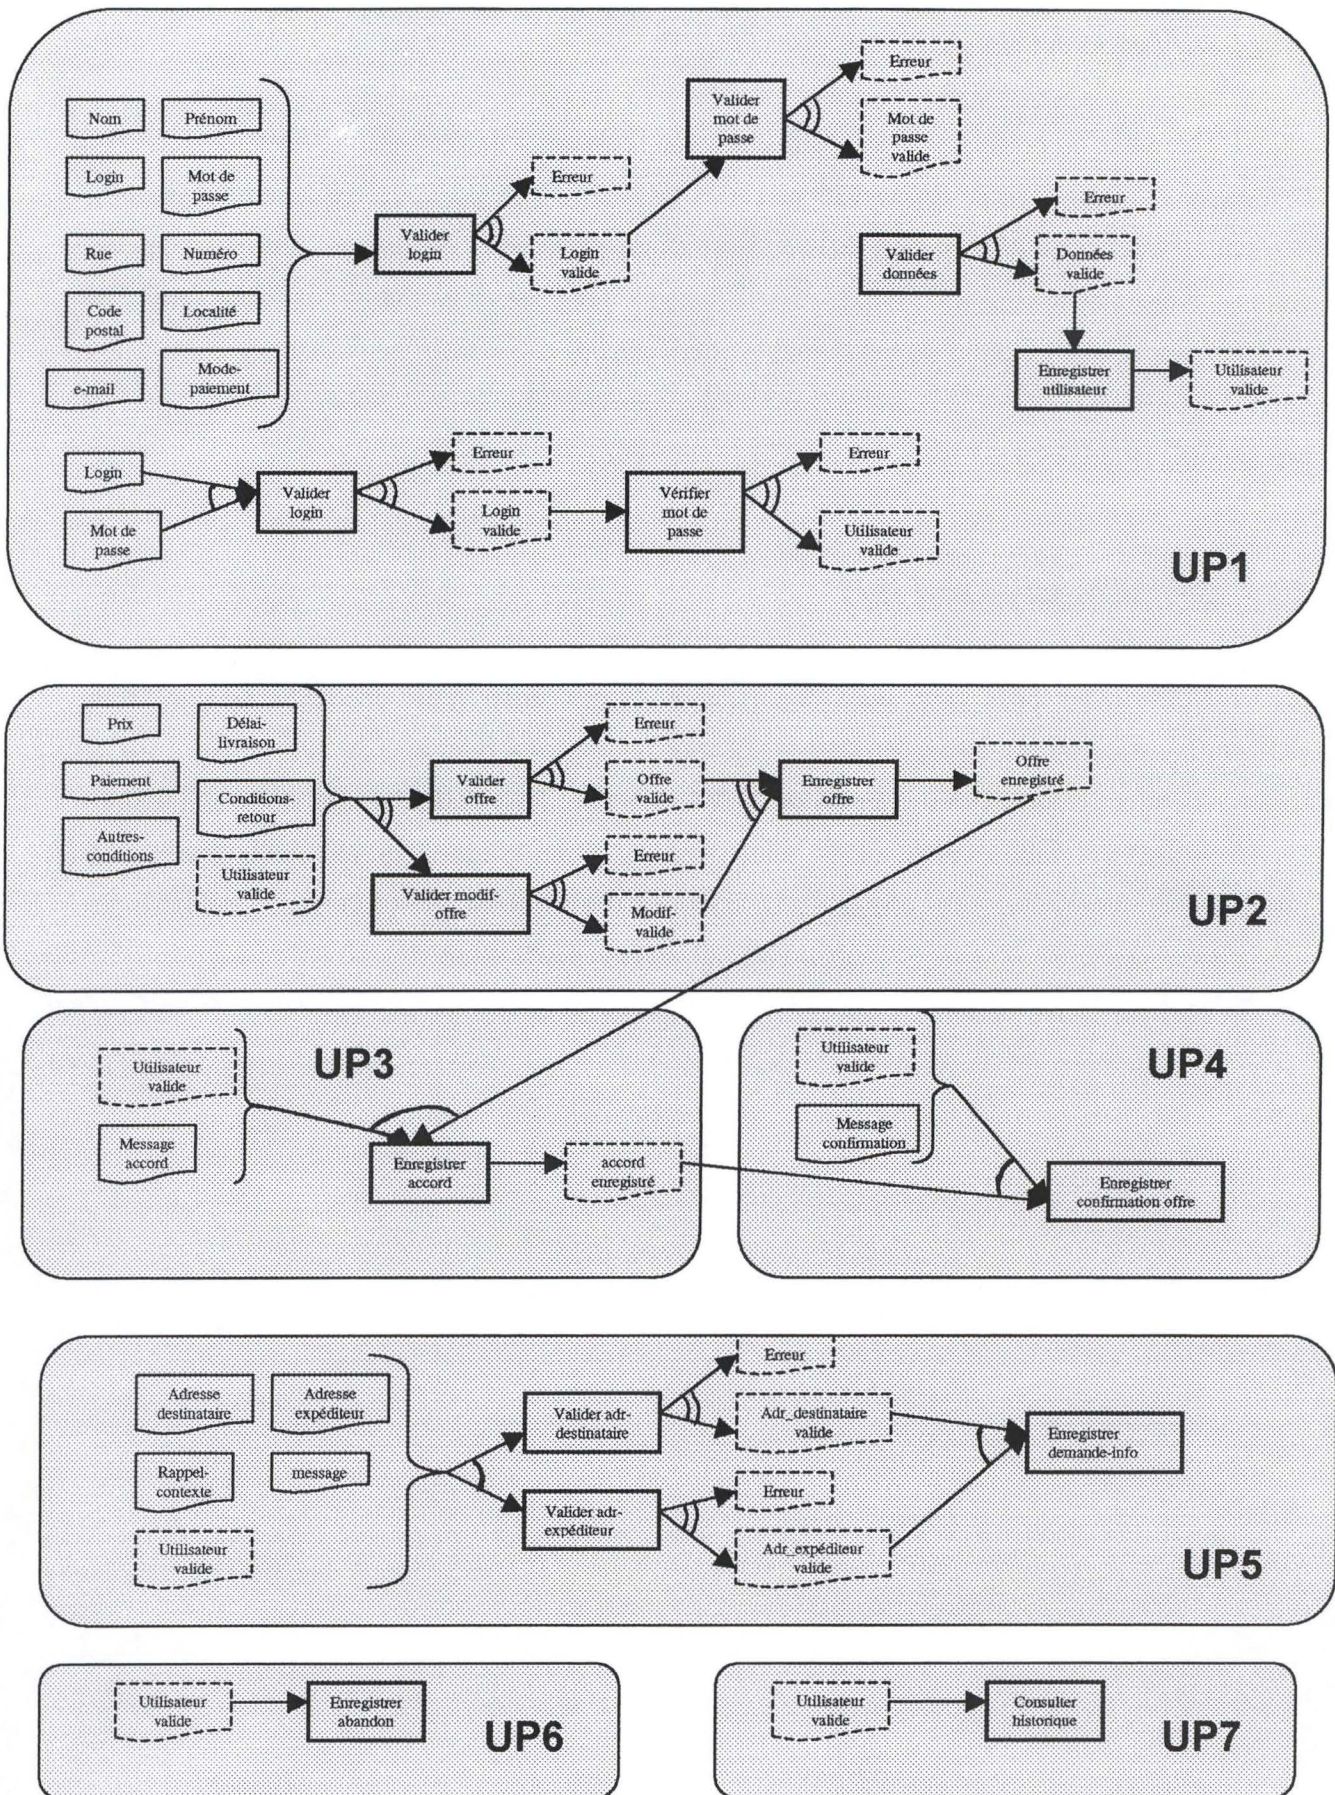 Nom
Prénom
Login
Mot de
passe
Rue
Numéro
Code
postal
Localité
e-mail
Mode-
paiement
Valider
login
Erreur
Login
valide
Valider
mot de
passe
Erreur
Mot de
passe
valide
Valider
données
Erreur
Données
valide
Enregistrer
utilisateur
Utilisateur
valide
Login
Mot de
passe
Valider
login
Erreur
Login
valide
Vérifier
mot de
passe
Erreur
Utilisateur
valide
UP1
Prix
Délai-
livraison
Paiement
Conditions-
retour
Autres-
conditions
Utilisateur
valide
Valider
offre
Valider modif-
offre
Erreur
Offre
valide
Erreur
Modif-
valide
Enregistrer
offre
Offre
enregistré
UP2
Utilisateur
valide
Message
accord
UP3
Enregistrer
accord
accord
enregistré
Utilisateur
valide
Message
confirmation
UP4
Enregistrer
confirmation offre
Adresse
destinataire
Adresse
expéditeur
Rappel-
contexte
message
Utilisateur
valide
Valider adr-
destinataire
Valider adr-
expéditeur
Erreur
Adr_destinataire
valide
Erreur
Adr_expéditeur
valide
Enregistrer
demande-info
UP5
Utilisateur
valide
Enregistrer
abandon
UP6
Utilisateur
valide
Consulter
historique
UP7